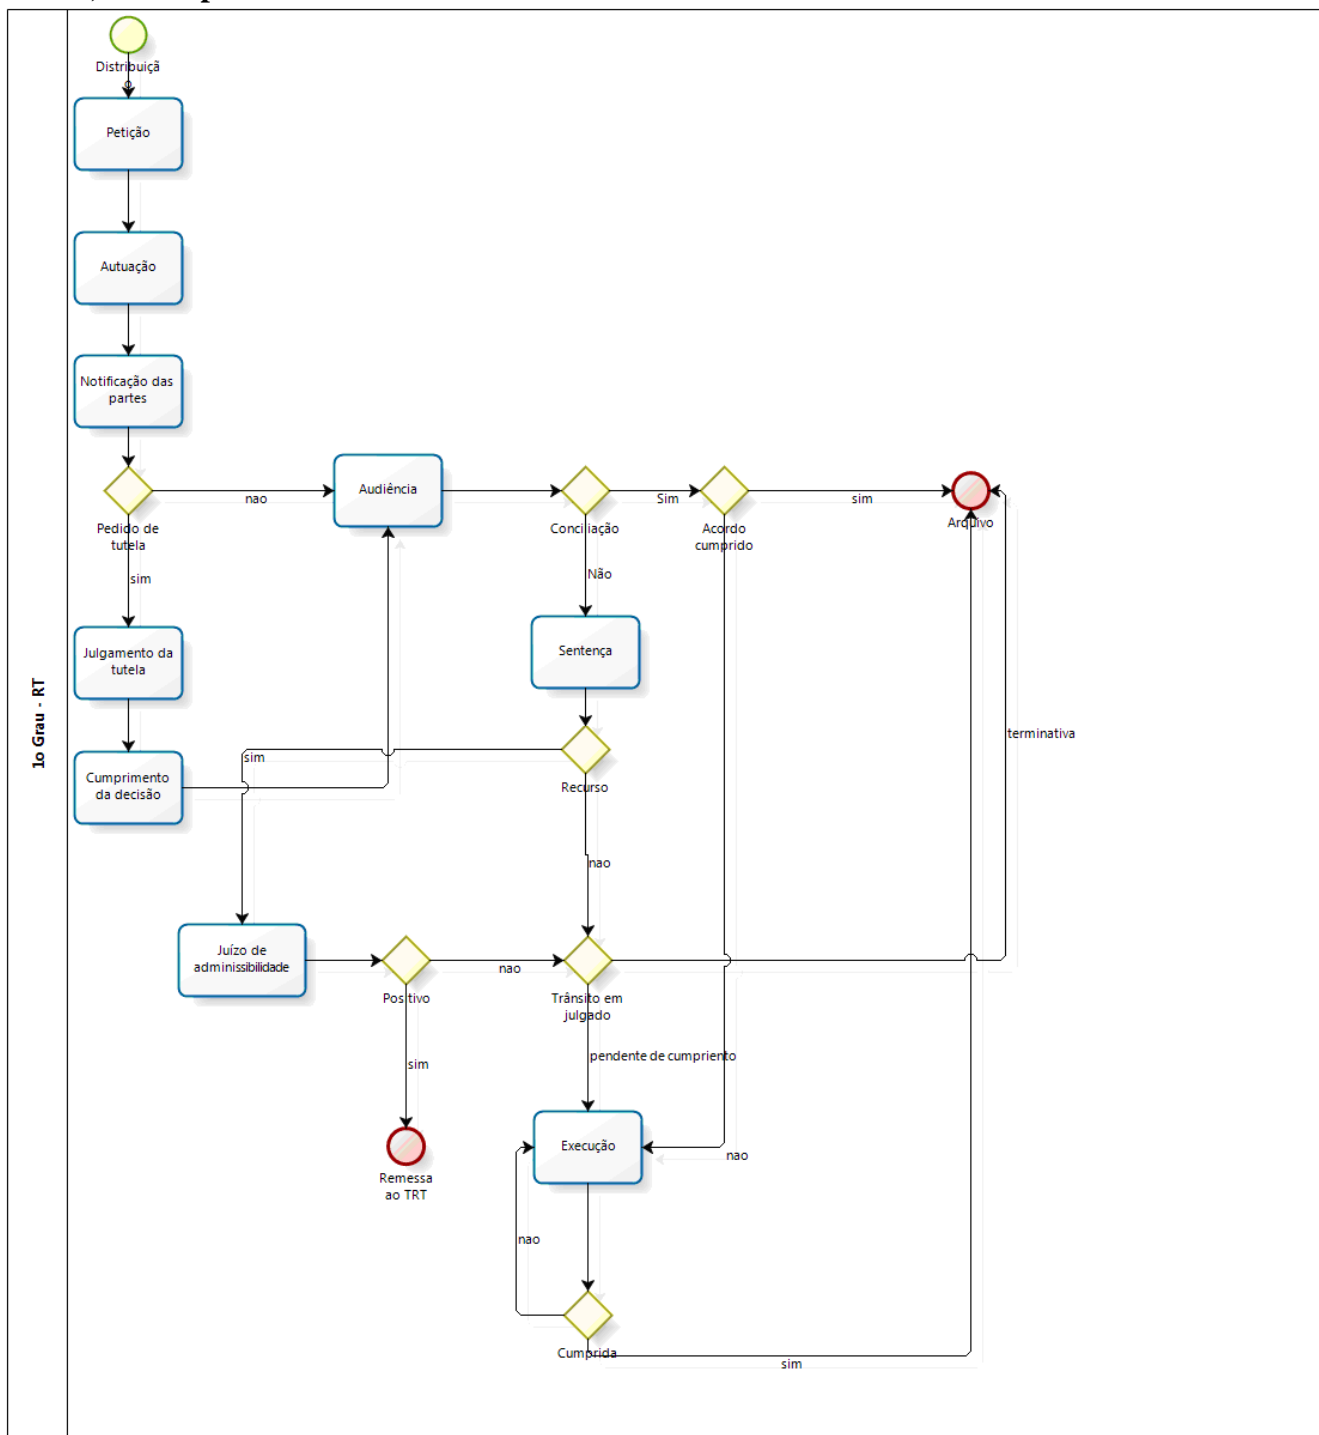 1o Grau - RT
Distribuiçã
o
Petição
Autuação
Notificação das
partes
Pedido de
tutela
nao
sim
Audiência
Conciliação
Sim
Acordo
cumprido
sim
Arquivo
Não
Julgamento da
tutela
Sentença
Cumprimento
da decisão
sim
Recurso
terminativa
nao
Juízo de
adminissibilidade
Positivo
nao
Trânsito em
julgado
sim
pendente de cumpriento
Remessa
ao TRT
Execução
nao
nao
Cumprida
sim